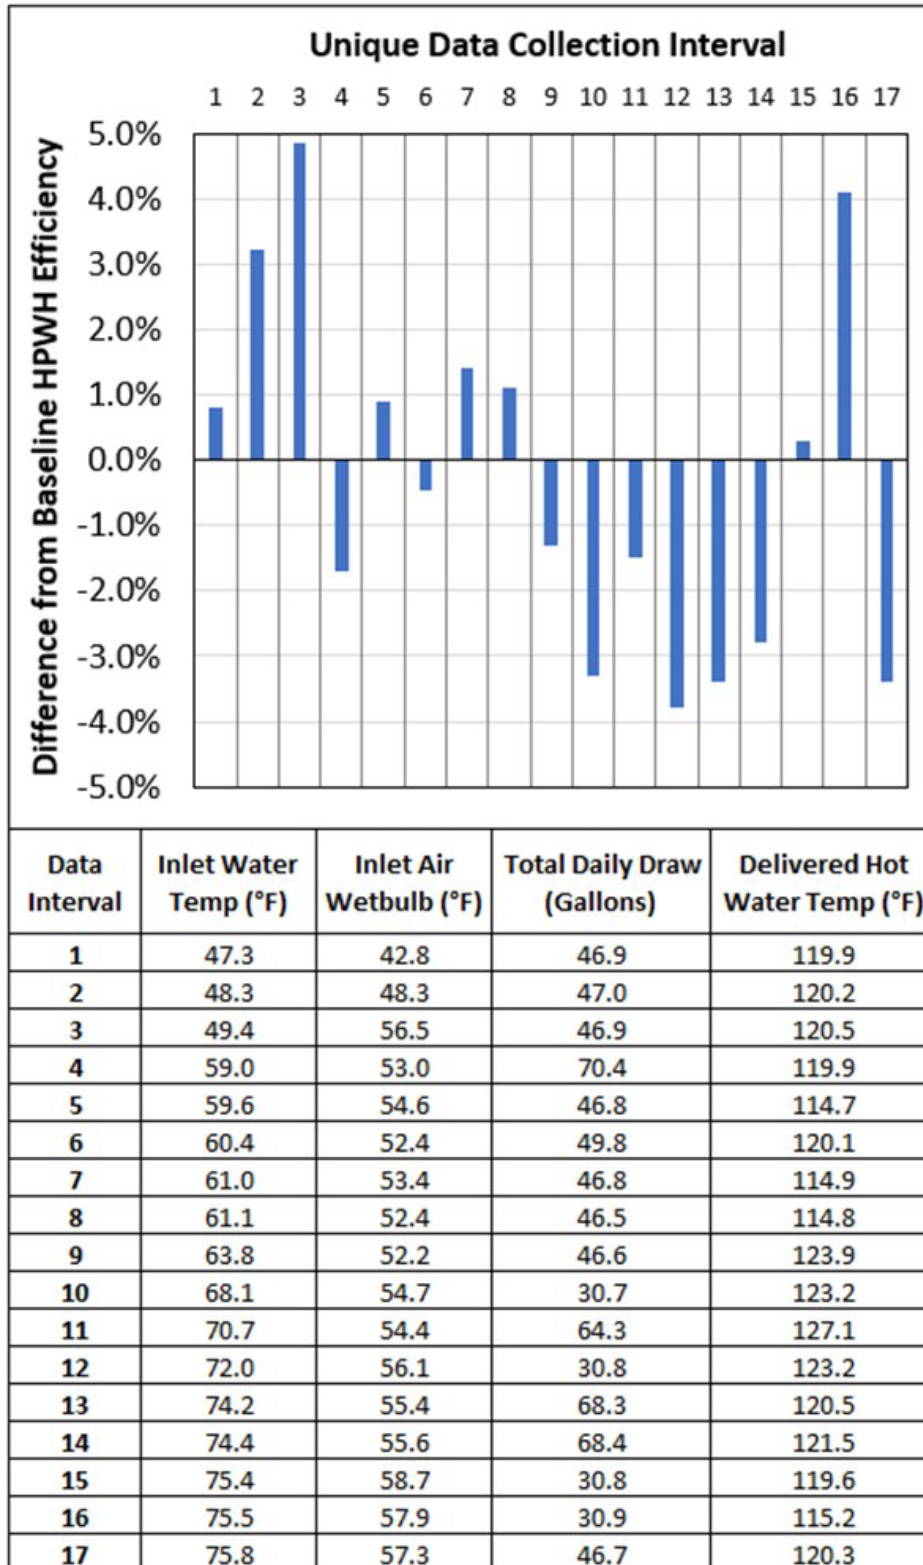 Unique Data Collection Interval
1 2 3 4 5 6 7 8 9 10 11 12 13 14 15 16 17
Difference from Baseline HPWH Efficiency
5.0%
4.0%
3.0%
2.0%
1.0%
0.0%
-1.0%
-2.0%
-3.0%
-4.0%
-5.0%
Data Inlet Water Inlet Air Total Daily Draw Delivered Hot
Interval Temp (°F) Wetbulb (°F) (Gallons) Water Temp (°F)
1 47.3 42.8 46.9 119.9
2 48.3 48.3 47.0 120.2
3 49.4 56.5 46.9 120.5
4 59.0 53.0 70.4 119.9
5 59.6 54.6 46.8 114.7
6 60.4 52.4 49.8 120.1
7 61.0 53.4 46.8 114.9
8 61.1 52.4 46.5 114.8
9 63.8 52.2 46.6 123.9
10 68.1 54.7 30.7 123.2
11 70.7 54.4 64.3 127.1
12 72.0 56.1 30.8 123.2
13 74.2 55.4 68.3 120.5
14 74.4 55.6 68.4 121.5
15 75.4 58.7 30.8 119.6
16 75.5 57.9 30.9 115.2
17 75.8 57.3 46.7 120.3